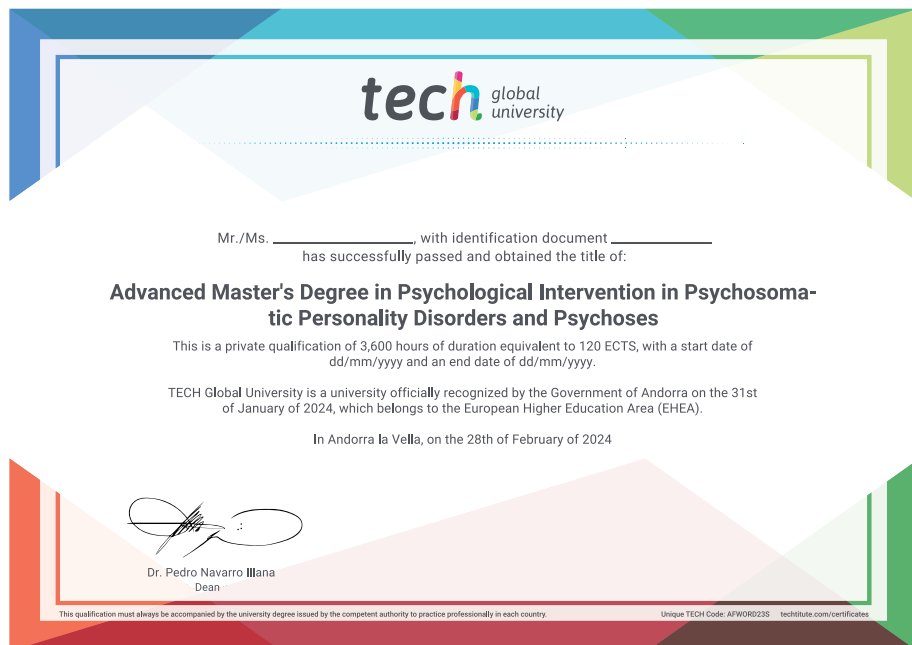 tech global
university
Mr./Ms. ____________________, with identification document ______________
has successfully passed and obtained the title of:
Advanced Master's Degree in Psychological Intervention in Psychosoma-
tic Personality Disorders and Psychoses
This is a private qualification of 3,600 hours of duration equivalent to 120 ECTS, with a start date of
dd/mm/yyyy and an end date of dd/mm/yyyy.
TECH Global University is a university officially recognized by the Government of Andorra on the 31st
of January of 2024, which belongs to the European Higher Education Area (EHEA).
In Andorra la Vella, on the 28th of February of 2024
Dr. Pedro Navarro Illana
Dean
This qualification must always be accompanied by the university degree issued by the competent authority to practice professionally in each country.
Unique TECH Code: AFWORD23S techtitute.com/certificates